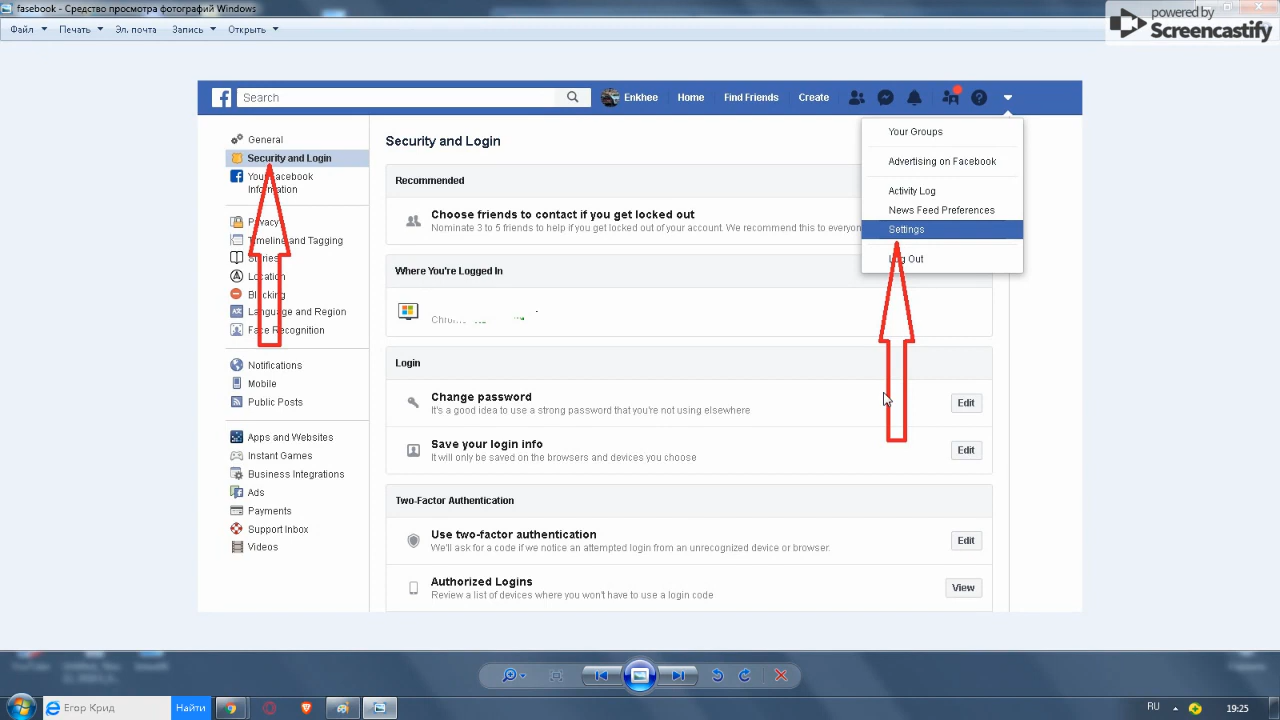 fasebook - Средство просмотра фотографий Windows
Файл Печать Эл. почта Запись Открыть
powered by
Screencastify
Search
Enkhee Home Find Friends Create
Your Groups
Advertising on Facebook
Activity Log
News Feed Preferences
Settings
Log Out
General
Security and Login
Your Facebook
Information
Privacy
Timeline and Tagging
Stories
Location
Blocking
Language and Region
Face Recognition
Notifications
Mobile
Public Posts
Apps and Websites
Instant Games
Business Integrations
Ads
Payments
Support Inbox
Videos
Security and Login
Recommended
Choose friends to contact if you get locked out
Nominate 3 to 5 friends to help if you get locked out of your account. We recommend this to everyone
Where You're Logged In
Login
Change password
It's a good idea to use a strong password that you're not using elsewhere
Edit
Save your login info
It will only be saved on the browsers and devices you choose
Edit
Two-Factor Authentication
Use two-factor authentication
We'll ask for a code if we notice an attempted login from an unrecognized device or browser.
Edit
Authorized Logins
Review a list of devices where you won't have to use a login code
View
Егор Крид Найти
RU 19:25